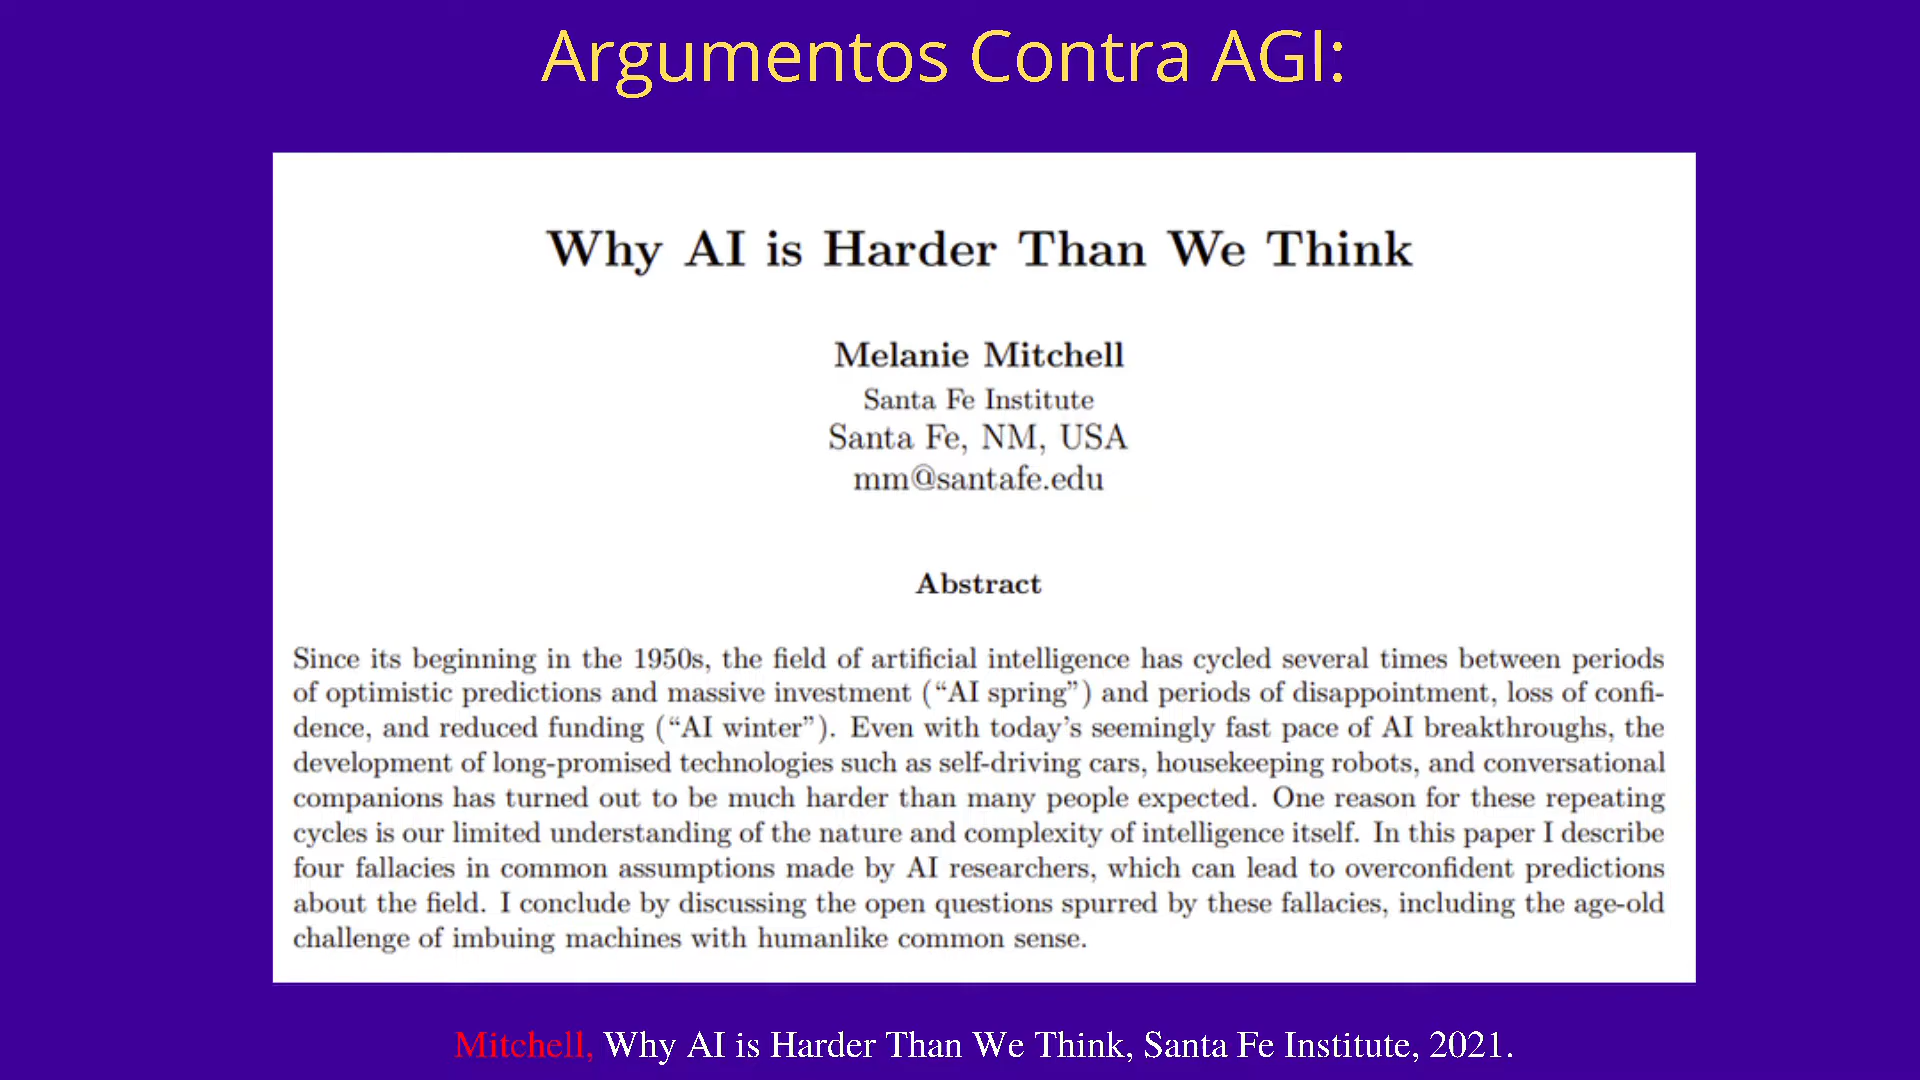 Argumentos Contra AGI:
Why AI is Harder Than We Think
Melanie Mitchell
Santa Fe Institute
Santa Fe, NM, USA
mm@santafe.edu
Abstract
Since its beginning in the 1950s, the field of artificial intelligence has cycled several times between periods
of optimistic predictions and massive investment (“AI spring”) and periods of disappointment, loss of confi-
dence, and reduced funding (“AI winter”). Even with today’s seemingly fast pace of AI breakthroughs, the
development of long-promised technologies such as self-driving cars, housekeeping robots, and conversational
companions has turned out to be much harder than many people expected. One reason for these repeating
cycles is our limited understanding of the nature and complexity of intelligence itself. In this paper I describe
four fallacies in common assumptions made by AI researchers, which can lead to overconfident predictions
about the field. I conclude by discussing the open questions spurred by these fallacies, including the age-old
challenge of imbuing machines with humanlike common sense.
Mitchell, Why AI is Harder Than We Think, Santa Fe Institute, 2021.